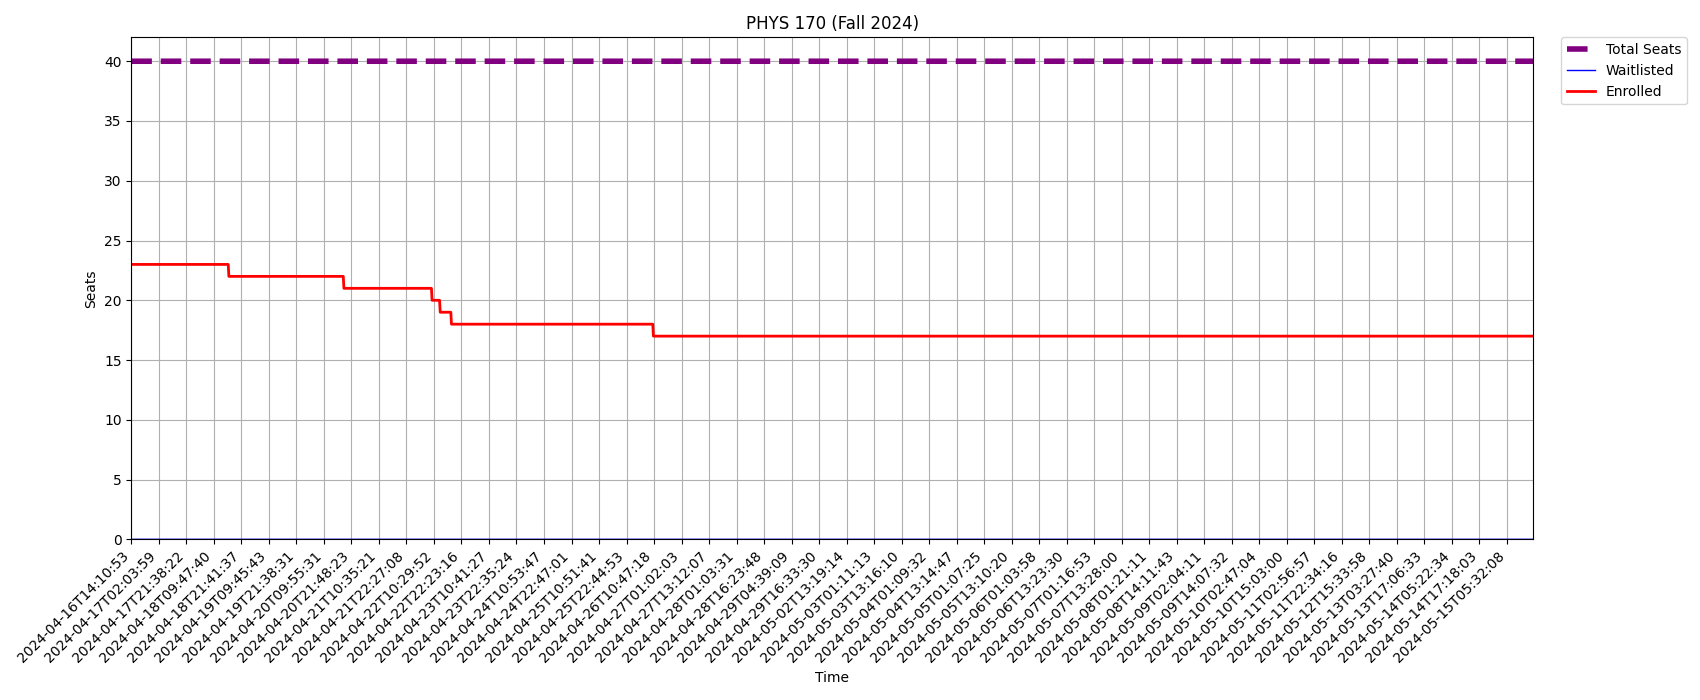 PHYS 170 (Fall 2024)
Total Seats
Waitlisted
Enrolled
40
35
30
25
20
15
10
5
0
Seats
2024-04-16T14:10:53
2024-04-17T02:03:59
2024-04-17T21:38:22
2024-04-18T09:47:40
2024-04-18T21:41:37
2024-04-19T09:45:43
2024-04-19T21:38:31
2024-04-20T09:55:31
2024-04-20T21:48:23
2024-04-21T10:35:21
2024-04-21T22:27:08
2024-04-22T10:29:52
2024-04-22T22:23:16
2024-04-23T10:41:27
2024-04-23T22:35:24
2024-04-24T10:53:47
2024-04-24T22:47:01
2024-04-25T10:51:41
2024-04-25T22:44:53
2024-04-26T10:47:18
2024-04-27T01:02:03
2024-04-27T13:12:07
2024-04-28T01:03:31
2024-04-28T16:23:48
2024-04-29T04:39:09
2024-04-29T16:33:30
2024-05-02T13:19:14
2024-05-03T01:11:13
2024-05-03T13:16:10
2024-05-04T01:09:32
2024-05-04T13:14:47
2024-05-05T01:07:25
2024-05-05T13:10:20
2024-05-06T01:03:58
2024-05-06T13:23:30
2024-05-07T01:16:53
2024-05-07T13:28:00
2024-05-08T01:21:11
2024-05-08T14:11:43
2024-05-09T02:04:11
2024-05-09T14:07:32
2024-05-10T02:47:04
2024-05-10T15:03:00
2024-05-11T02:56:57
2024-05-11T22:34:16
2024-05-12T15:33:58
2024-05-13T03:27:40
2024-05-13T17:06:33
2024-05-14T05:22:34
2024-05-14T17:18:03
2024-05-15T05:32:08
Time